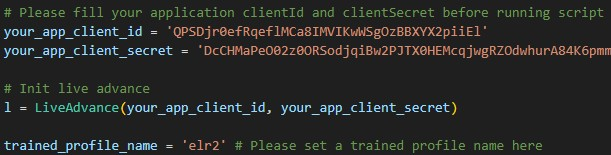 # Please fill your application clientId and clientSecret before running script
your_app_client_id = 'QPSDjr0efRqeflMCa8IMVIKwWSgOzBBXYX2piiEl'
your_app_client_secret = 'DcCHMaPeO02z0ORSodjqiBw2PJTX0HEMcqjwgRZOdwhurA84K6pmm
# Init live advance
l = LiveAdvance(your_app_client_id, your_app_client_secret)
trained_profile_name = 'elr2' # Please set a trained profile name here